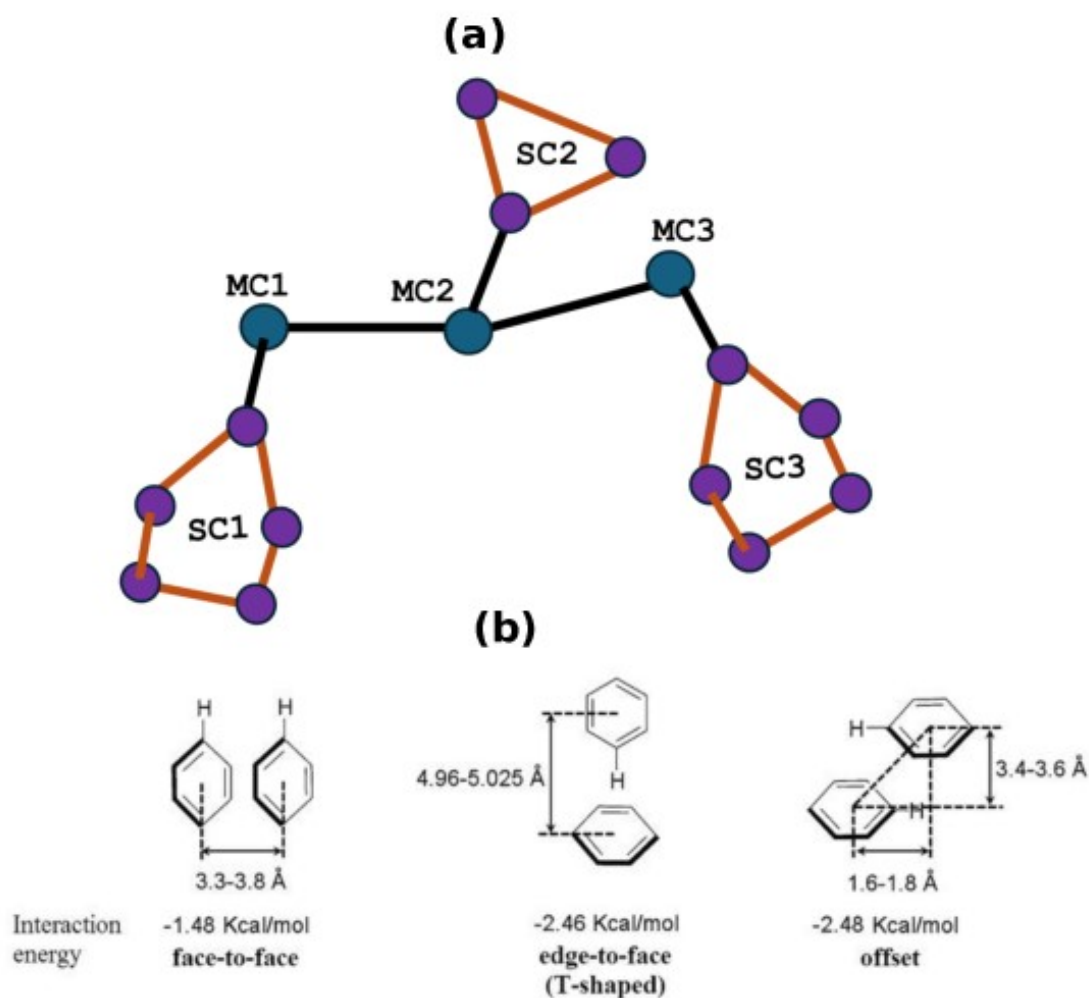 (a)
SC2
MC3
MC1
MC2
SC3
SC1
(b)
H
H
H
H
H
4.96-5.025 Å
3.4-3.6 Å
3.3-3.8 Å
1.6-1.8 Å
Interaction
energy
-1.48 Kcal/mol
face-to-face
-2.46 Kcal/mol
edge-to-face
(T-shaped)
-2.48 Kcal/mol
offset